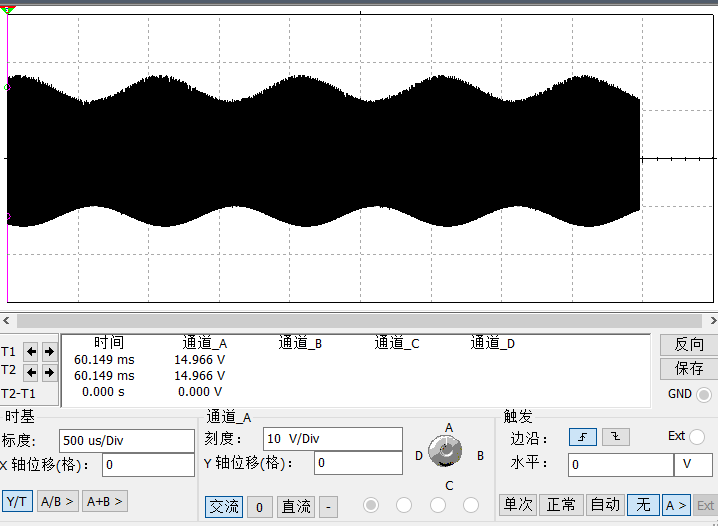 时间 通道_A 通道_B 通道_C 通道_D
T1 60.149 ms 14.966 V
T2 60.149 ms 14.966 V
T2-T1 0.000 s 0.000 V
反向
保存
GND
时基
标度: 500 us/Div
X 轴位移(格): 0
Y/T A/B > A+B >
通道_A
刻度: 10 V/Div
Y 轴位移(格): 0
交流 0 直流 -
A
D B
C
触发
边沿: Ext
水平: 0 V
单次 正常 自动 无 A > Ext